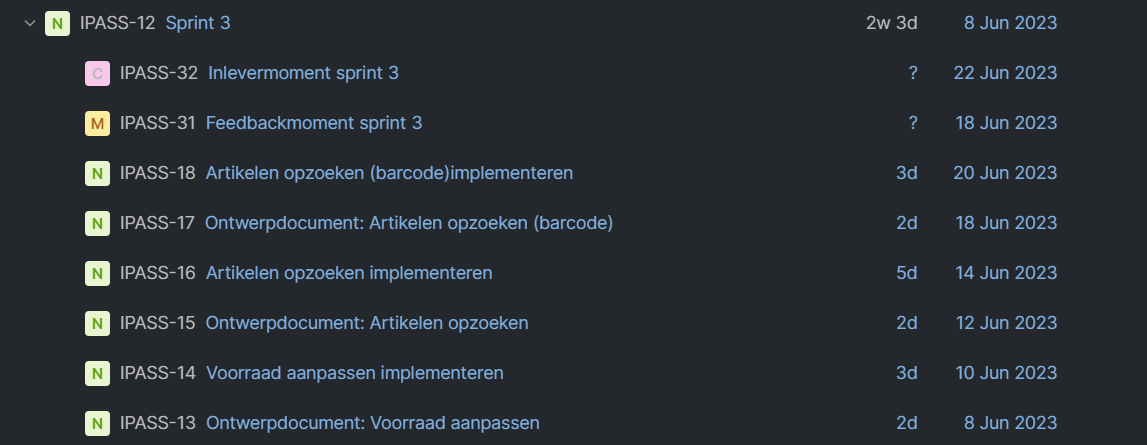 N IPASS-12 Sprint 3 2w 3d 8 Jun 2023
C IPASS-32 Inlevermoment sprint 3 ? 22 Jun 2023
M IPASS-31 Feedbackmoment sprint 3 ? 18 Jun 2023
N IPASS-18 Artikelen opzoeken (barcode)implementeren 3d 20 Jun 2023
N IPASS-17 Ontwerpdocument: Artikelen opzoeken (barcode) 2d 18 Jun 2023
N IPASS-16 Artikelen opzoeken implementeren 5d 14 Jun 2023
N IPASS-15 Ontwerpdocument: Artikelen opzoeken 2d 12 Jun 2023
N IPASS-14 Voorraad aanpassen implementeren 3d 10 Jun 2023
N IPASS-13 Ontwerpdocument: Voorraad aanpassen 2d 8 Jun 2023